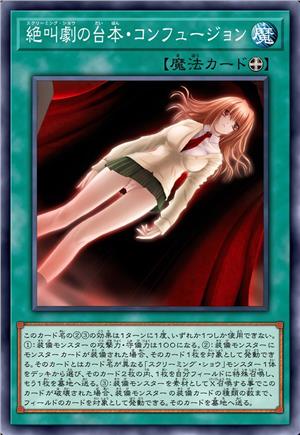 スクリーミング・ショウ だい ほん
絶叫劇の台本・コンフュージョン
魔
ま ほう
【魔法カード】
このカード名の②③の効果は1ターンに1度、いずれか1つしか使用できない。
①:装備モンスターの攻撃力・守備力は100になる。②:装備モンスターに
モンスターカードが装備された場合、そのカード1枚を対象として発動できる。
そのカードとはカード名が異なる「スクリーミング・ショウ」モンスター1体
をデッキから選び、そのカード2枚の内、1枚を自分フィールドに特殊召喚し、
もう1枚を墓地へ送る。③:装備モンスターを素材としてX召喚する事でこの
カードが破壊された場合、装備モンスターの装備カードの種類の数まで、
フィールドのカードを対象として発動できる。そのカードを墓地へ送る。